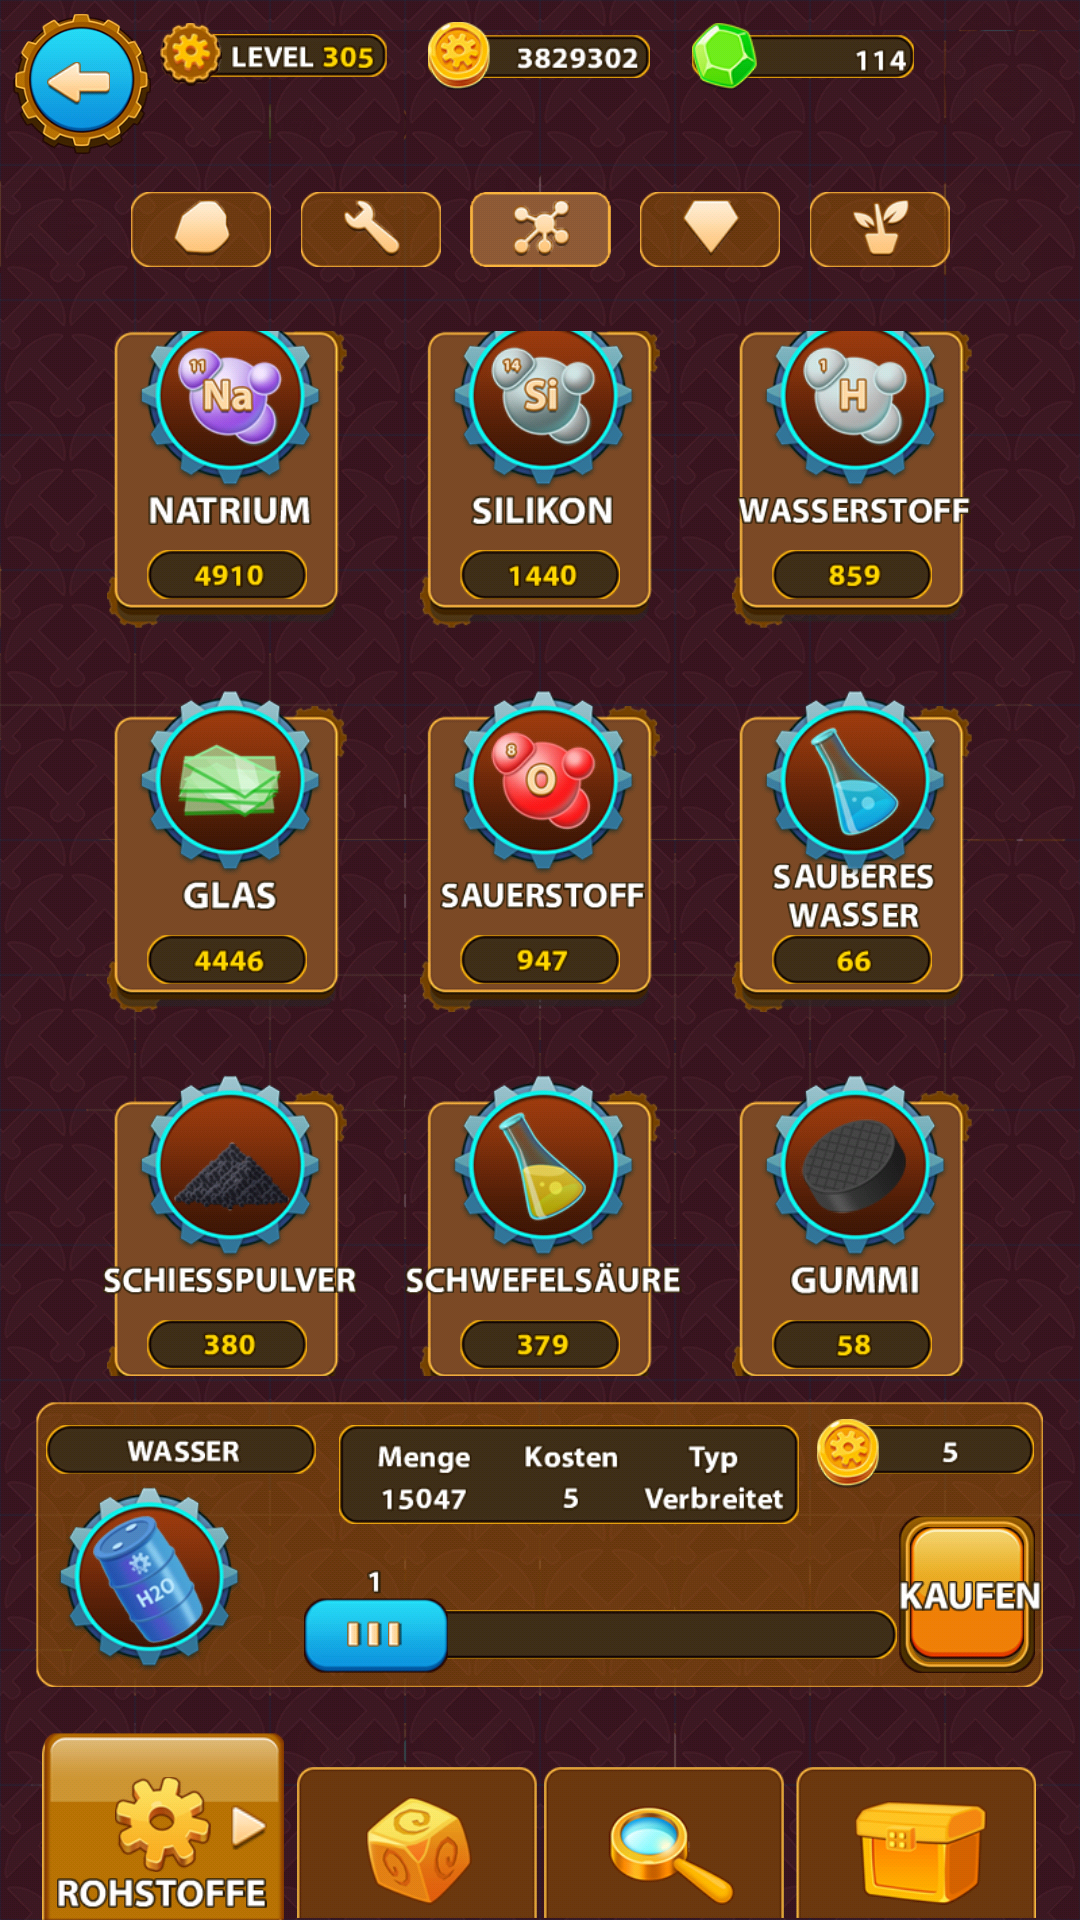 LEVEL 305
3829302
114
11
Na
14
Si
1
H
NATRIUM
SILIKON
WASSERSTOFF
4910
1440
859
8
O
GLAS
SAUERSTOFF
SAUBERES
WASSER
4446
947
66
SCHIESSPULVER
SCHWEFELSÄURE
GUMMI
380
379
58
WASSER
Menge Kosten Typ
15047 5 Verbreitet
5
H2O
1
KAUFEN
ROHSTOFFE